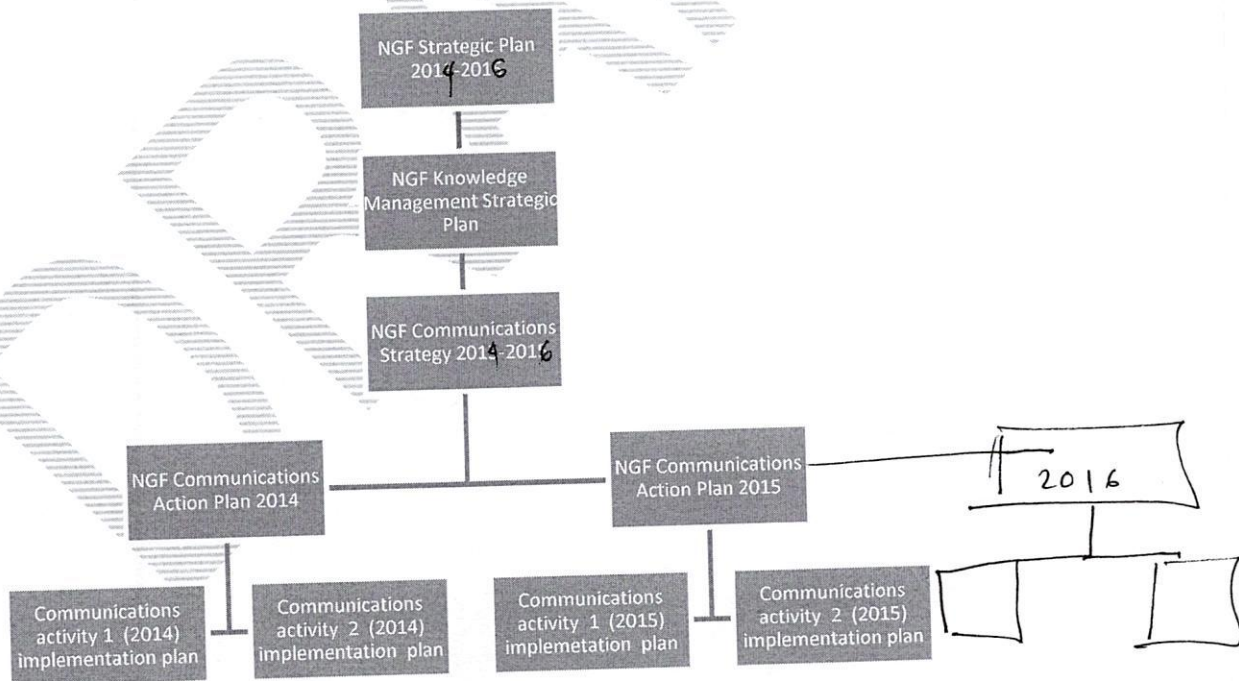 NGF Strategic Plan
2014-2016
NGF Knowledge
Management Strategic
Plan
NGF Communications
Strategy 2014-2016
NGF Communications
Action Plan 2014
NGF Communications
Action Plan 2015
2016
Communications
activity 1 (2014)
implementation plan
Communications
activity 2 (2014)
implementation plan
Communications
activity 1 (2015)
implemetation plan
Communications
activity 2 (2015)
implementation plan